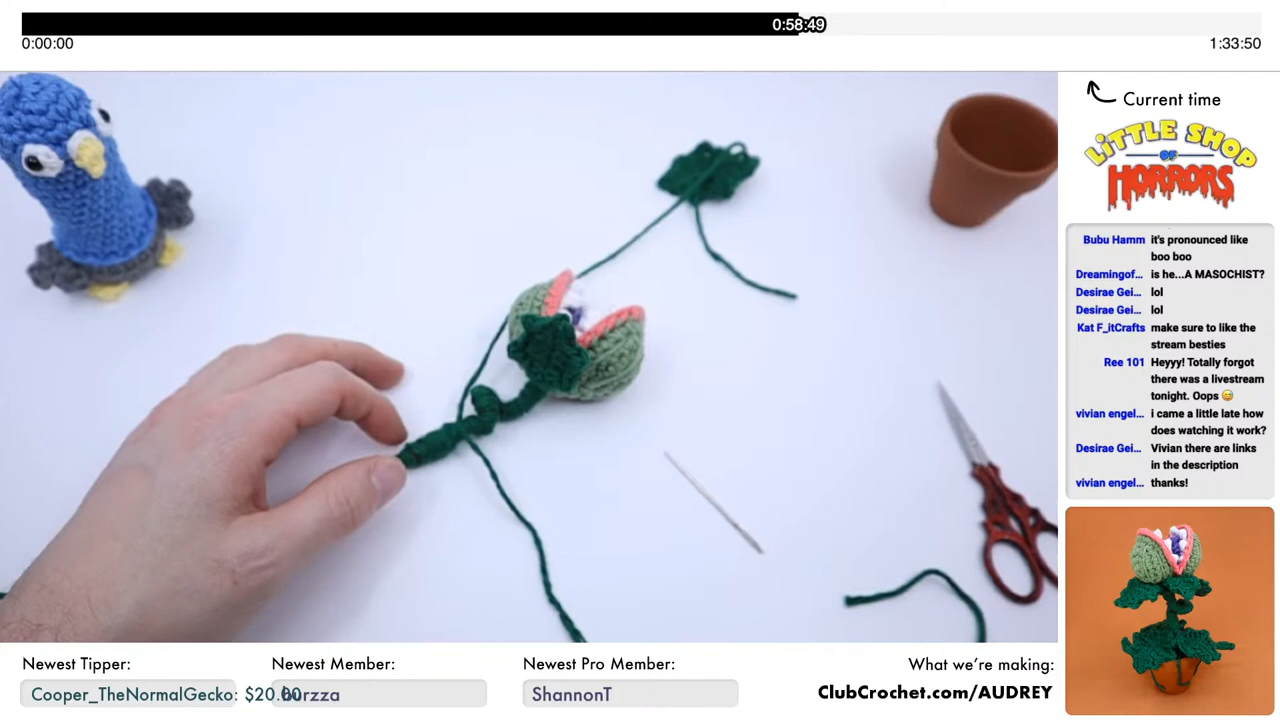 0:58:49
0:00:00
1:33:50
Current time
LiTTLE SHOP
OF
HORRORS
Bubu Hamm it's pronounced like
boo boo
Dreamingof... is he...A MASOCHIST?
Desirae Gei... lol
Desirae Gei... lol
Kat F_itCrafts make sure to like the
stream besties
Ree 101 Heyyy! Totally forgot
there was a livestream
tonight. Oops 😅
vivian engel... i came a little late how
does watching it work?
Desirae Gei... Vivian there are links
in the description
vivian engel... thanks!
Newest Tipper:
Cooper_TheNormalGecko: $20.00
Newest Member:
burzza
Newest Pro Member:
ShannonT
What we're making:
ClubCrochet.com/AUDREY